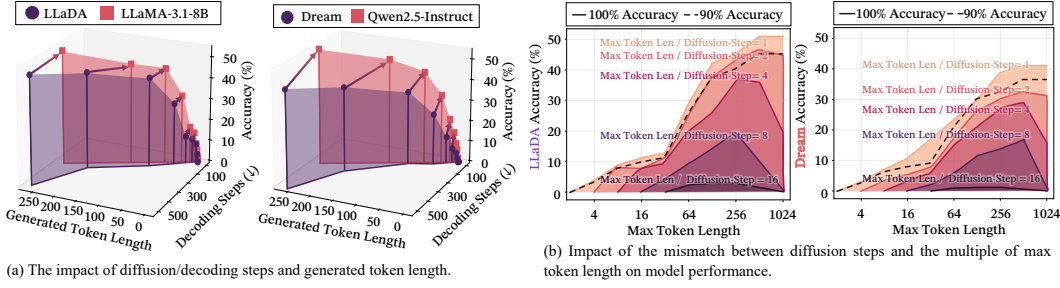 LLaDA LLaMA-3.1-8B
50
40
30
20
10
0
Accuracy (%)
100
300
500
Decoding Steps (↓)
250 200 150 100 50 0
Generated Token Length
Dream Qwen2.5-Instruct
50
40
30
20
10
0
Accuracy (%)
100
300
500
Decoding Steps (↓)
250 200 150 100 50 0
Generated Token Length
(a) The impact of diffusion/decoding steps and generated token length.
100% Accuracy 90% Accuracy
LLaDA Accuracy (%)
50
40
30
20
10
0
Max Token Len / Diffusion-Step= 1
Max Token Len / Diffusion-Step= 2
Max Token Len / Diffusion-Step= 4
Max Token Len / Diffusion-Step= 8
Max Token Len / Diffusion-Step = 16
4 16 64 256 1024
Max Token Length
100% Accuracy 90% Accuracy
Dream Accuracy (%)
50
40
30
20
10
0
Max Token Len / Diffusion-Step= 1
Max Token Len / Diffusion-Step= 2
Max Token Len / Diffusion-Step= 4
Max Token Len / Diffusion-Step= 8
Max Token Len / Diffusion-Step= 16
4 16 64 256 1024
Max Token Length
(b) Impact of the mismatch between diffusion steps and the multiple of max
token length on model performance.